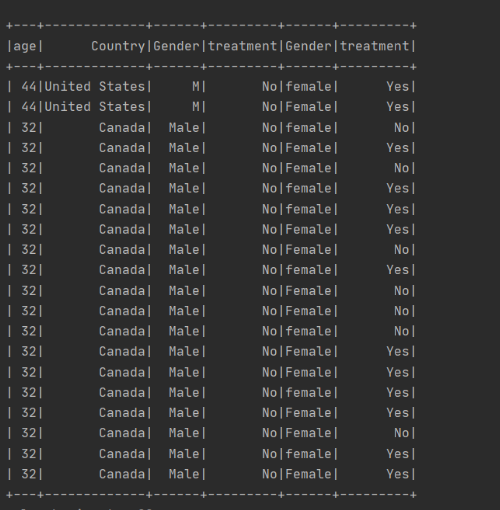 +---+-------------+------+---------+------+---------+
|age|      Country|Gender|treatment|Gender|treatment|
+---+-------------+------+---------+------+---------+
| 44|United States|     M|       No|female|      Yes|
| 44|United States|     M|       No|Female|      Yes|
| 32|       Canada|  Male|       No|female|       No|
| 32|       Canada|  Male|       No|Female|      Yes|
| 32|       Canada|  Male|       No|Female|       No|
| 32|       Canada|  Male|       No|female|      Yes|
| 32|       Canada|  Male|       No|female|      Yes|
| 32|       Canada|  Male|       No|Female|      Yes|
| 32|       Canada|  Male|       No|Female|       No|
| 32|       Canada|  Male|       No|female|      Yes|
| 32|       Canada|  Male|       No|Female|       No|
| 32|       Canada|  Male|       No|Female|       No|
| 32|       Canada|  Male|       No|Female|       No|
| 32|       Canada|  Male|       No|Female|      Yes|
| 32|       Canada|  Male|       No|Female|      Yes|
| 32|       Canada|  Male|       No|Female|      Yes|
| 32|       Canada|  Male|       No|Female|      Yes|
| 32|       Canada|  Male|       No|Female|       No|
| 32|       Canada|  Male|       No|Female|      Yes|
| 32|       Canada|  Male|       No|Female|      Yes|
+---+-------------+------+---------+------+---------+